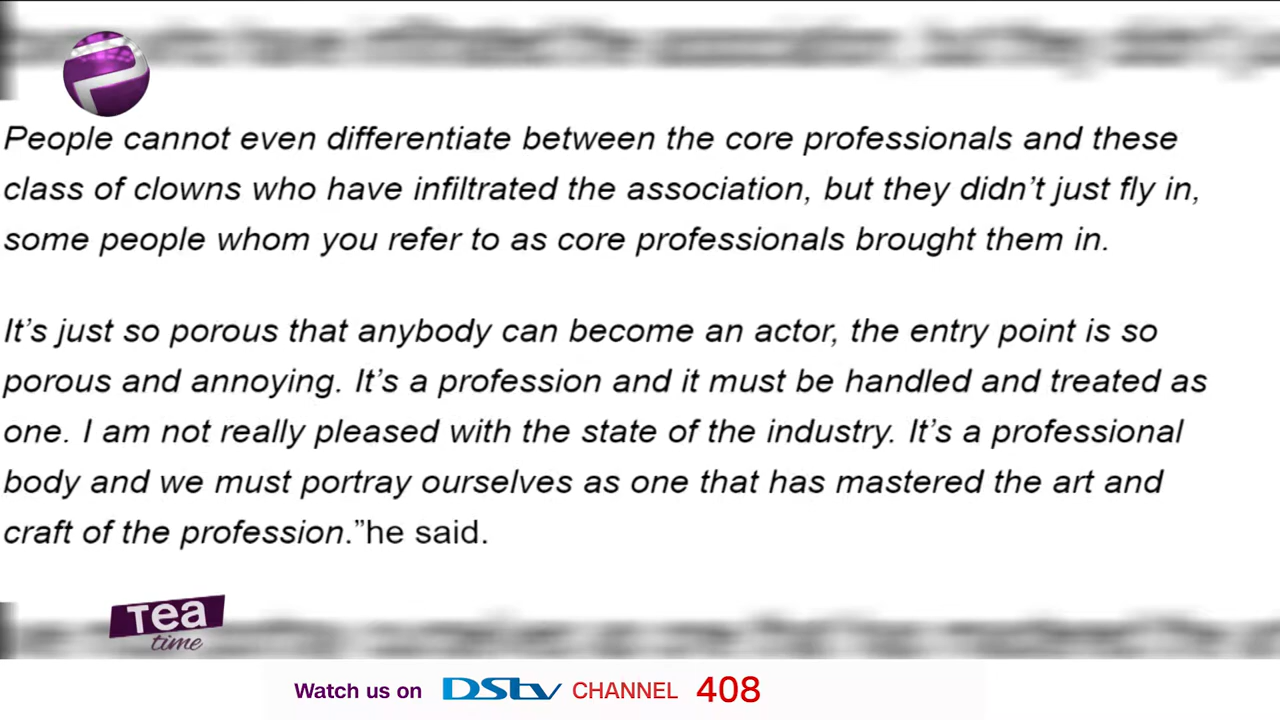 People cannot even differentiate between the core professionals and these
class of clowns who have infiltrated the association, but they didn’t just fly in,
some people whom you refer to as core professionals brought them in.
It’s just so porous that anybody can become an actor, the entry point is so
porous and annoying. It’s a profession and it must be handled and treated as
one. I am not really pleased with the state of the industry. It’s a professional
body and we must portray ourselves as one that has mastered the art and
craft of the profession.”he said.
Tea
time
Watch us on DStv CHANNEL 408